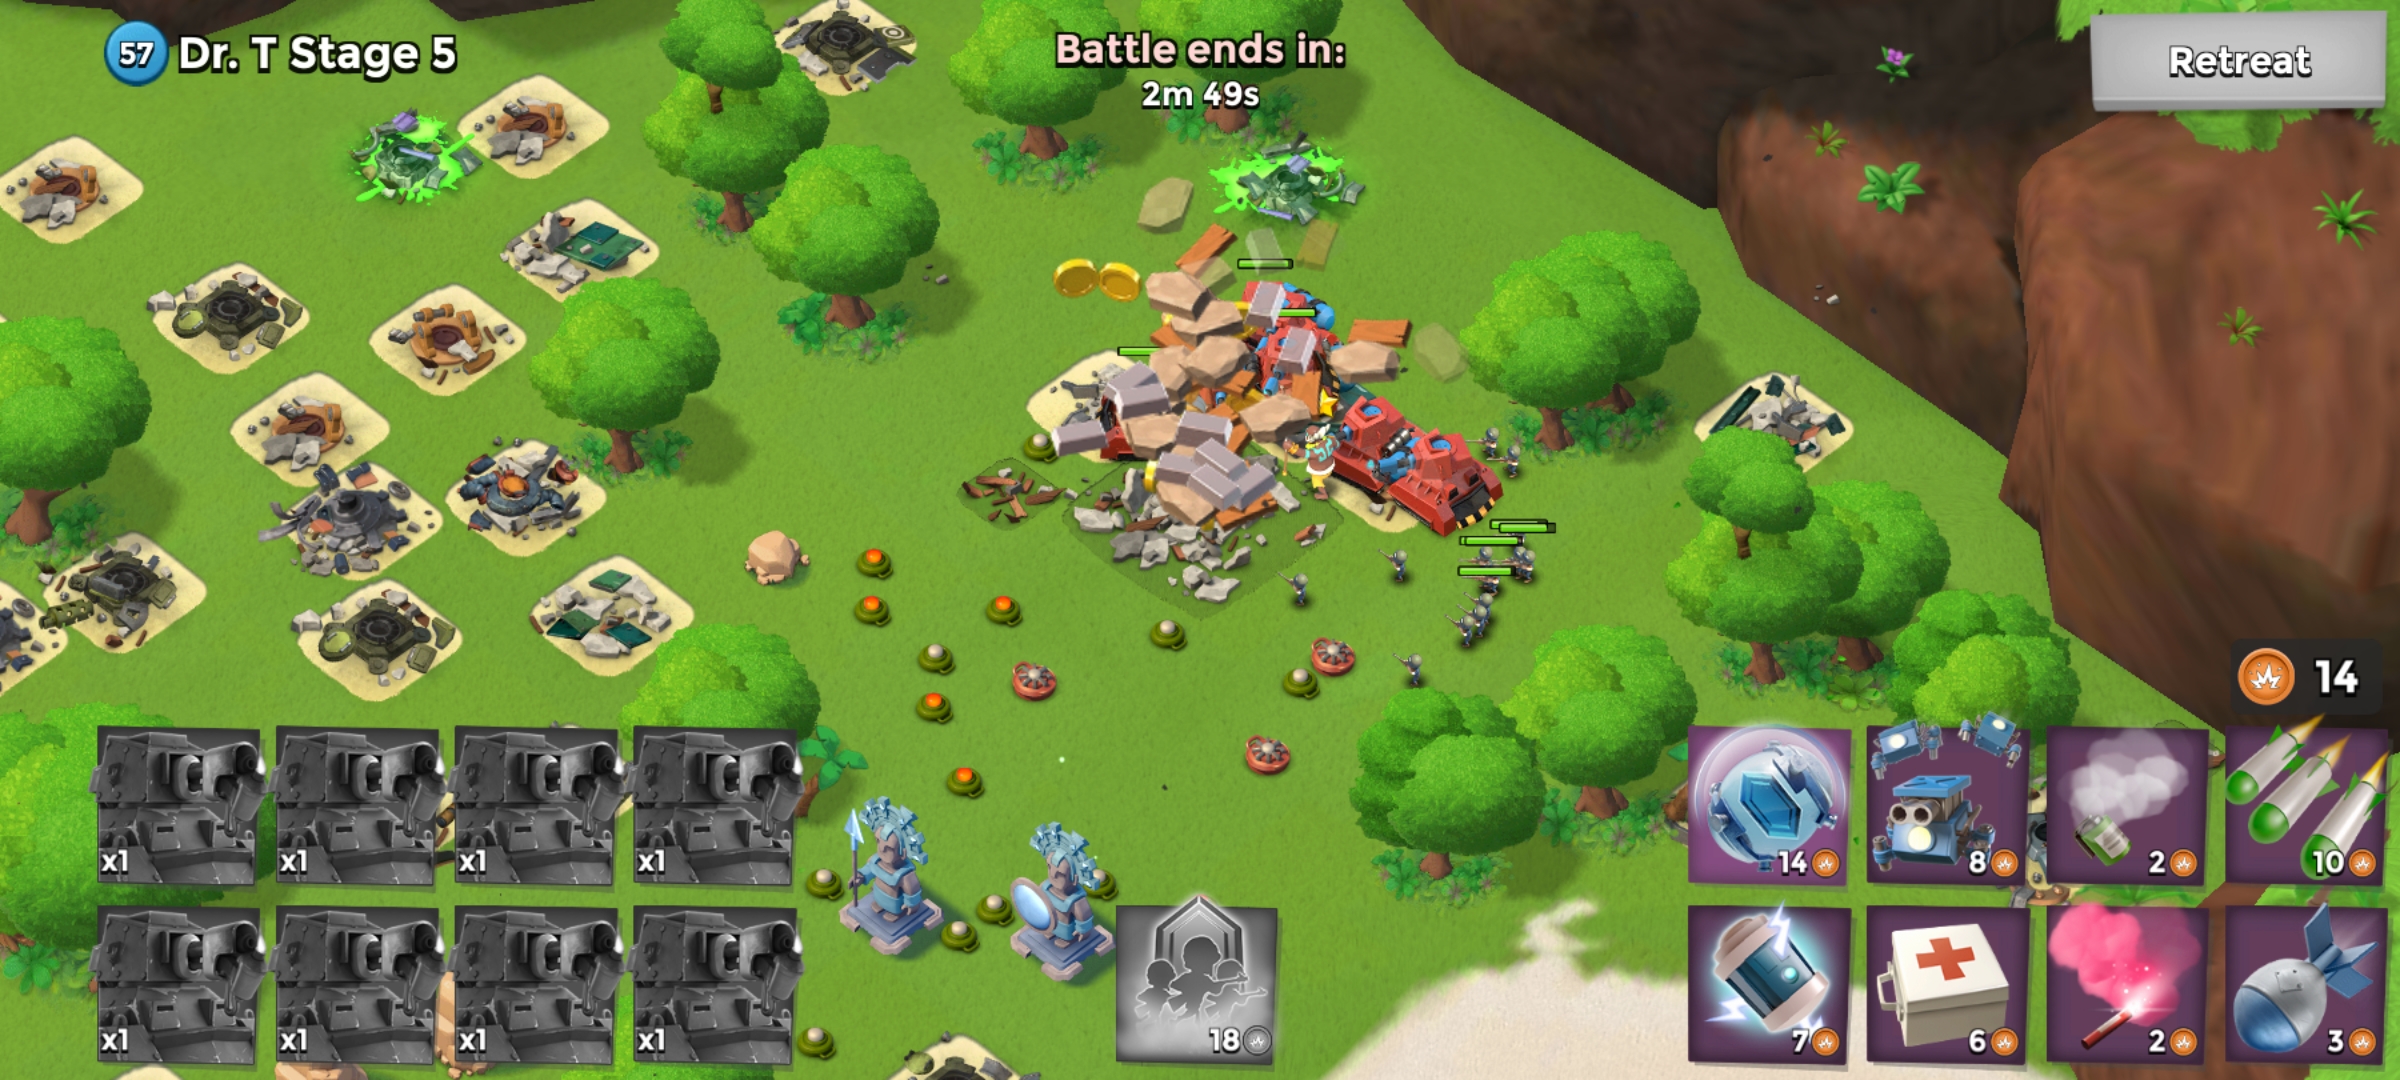 57 Dr. T Stage 5
Battle ends in:
2m 49s
Retreat
14
x1 x1 x1 x1
14 8 2 10
x1 x1 x1 x1
18
7 6 2 3